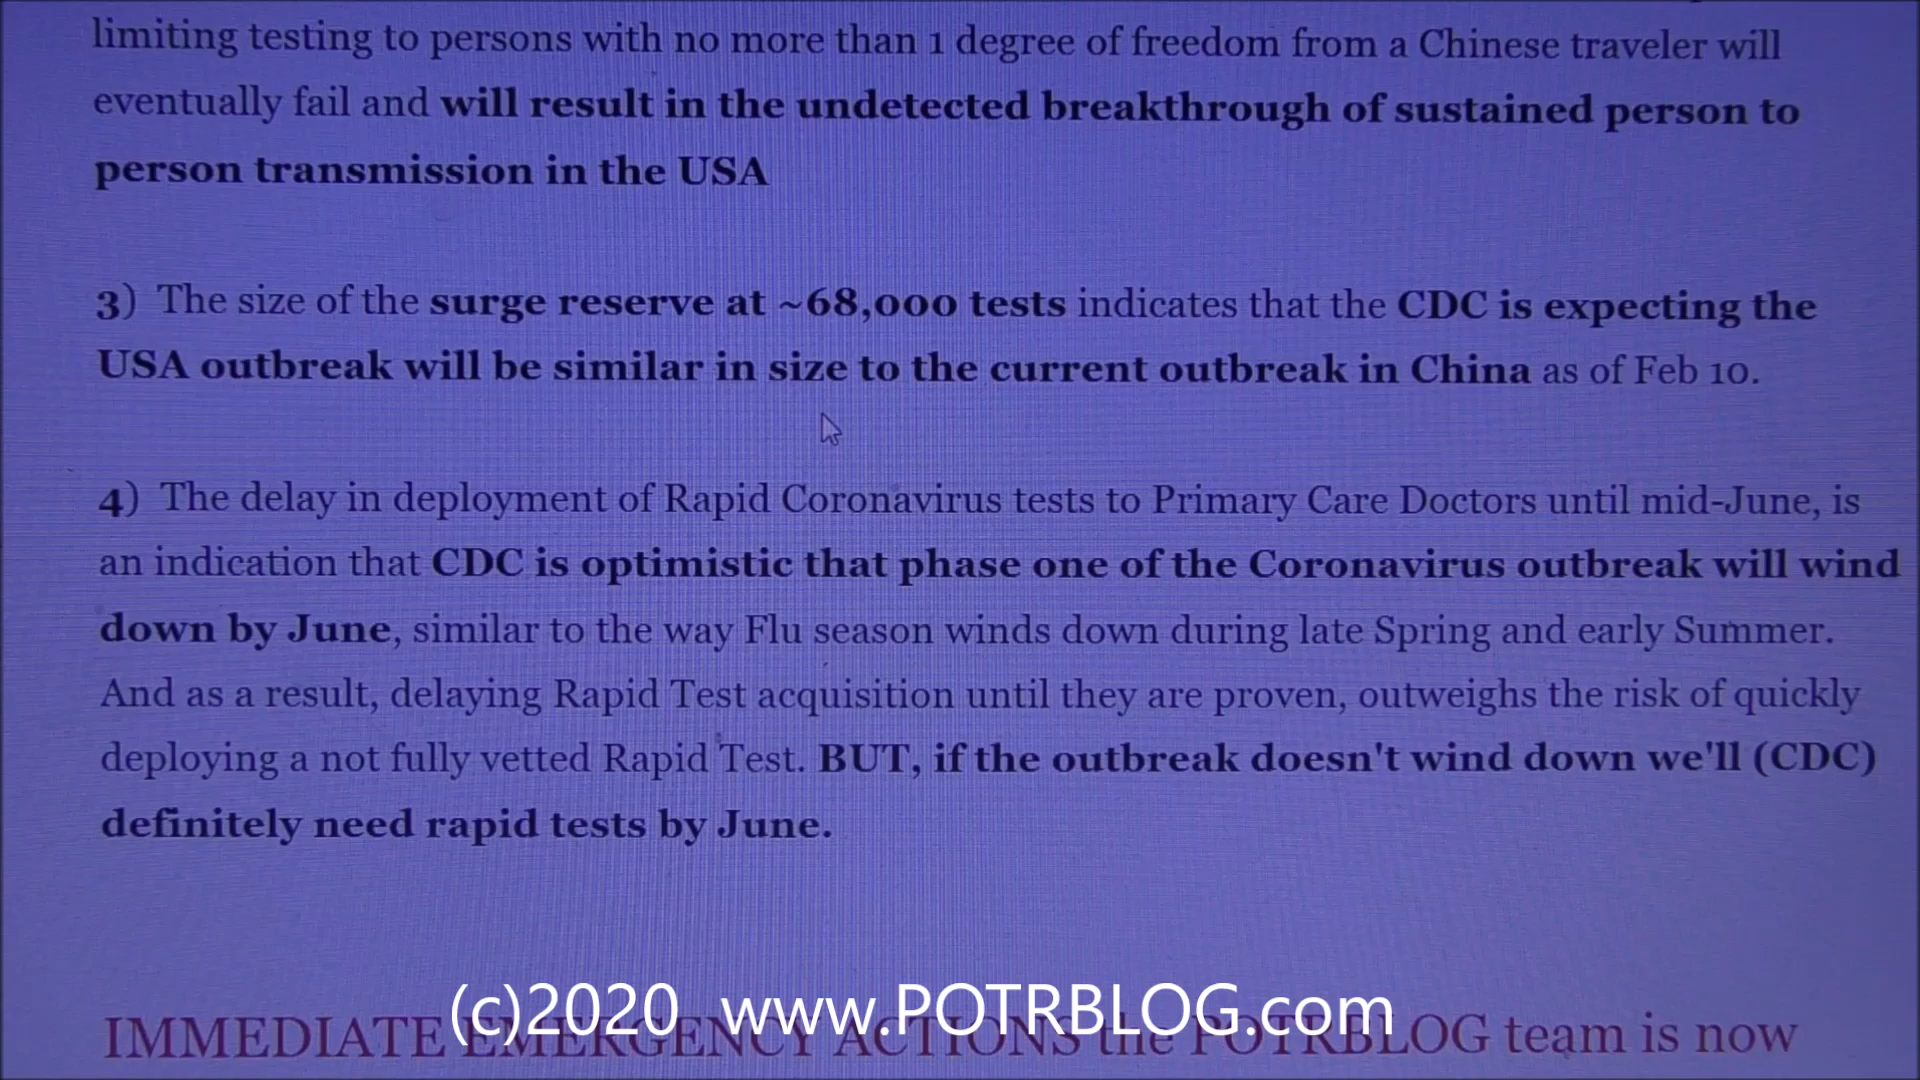 limiting testing to persons with no more than 1 degree of freedom from a Chinese traveler will
eventually fail and will result in the undetected breakthrough of sustained person to
person transmission in the USA
3) The size of the surge reserve at ~68,000 tests indicates that the CDC is expecting the
USA outbreak will be similar in size to the current outbreak in China as of Feb 10.
4) The delay in deployment of Rapid Coronavirus tests to Primary Care Doctors until mid-June, is
an indication that CDC is optimistic that phase one of the Coronavirus outbreak will wind
down by June, similar to the way Flu season winds down during late Spring and early Summer.
And as a result, delaying Rapid Test acquisition until they are proven, outweighs the risk of quickly
deploying a not fully vetted Rapid Test. BUT, if the outbreak doesn't wind down we'll (CDC)
definitely need rapid tests by June.
(c)2020 www.POTRBLOG.com
IMMEDIATE EMERGENCY ACTIONS the POTRBLOG team is now